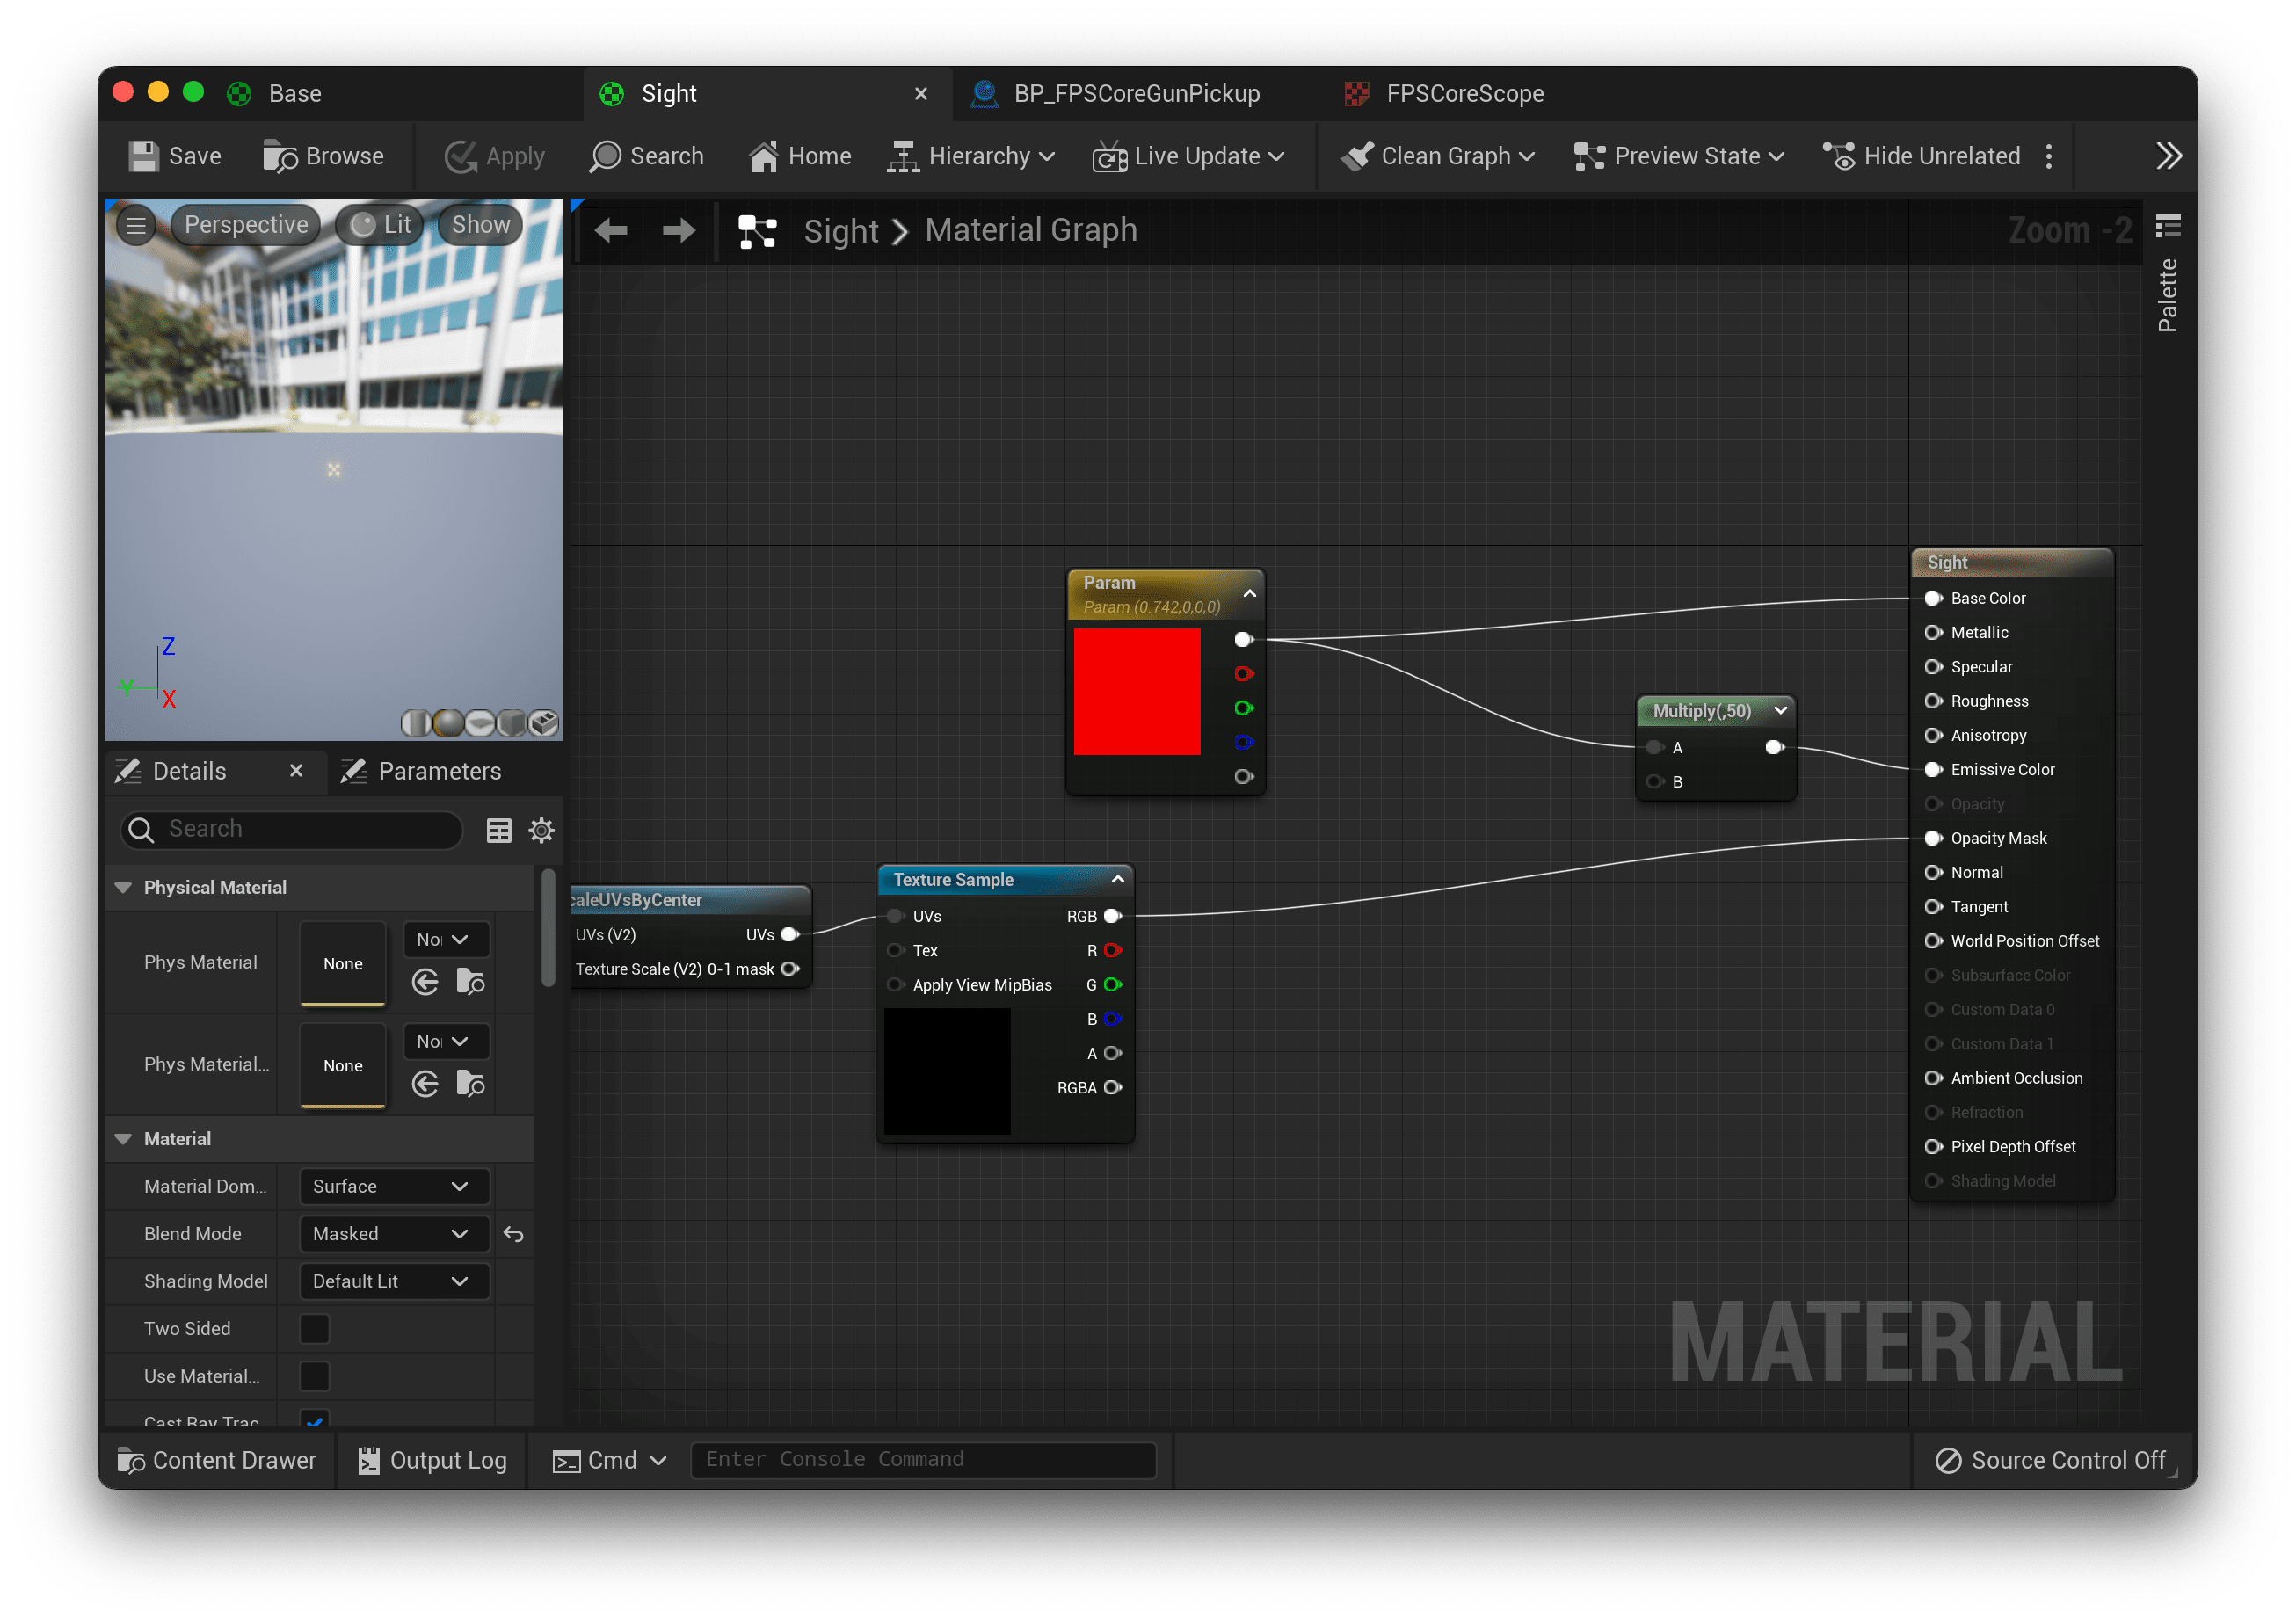 Base
Sight
BP_FPSCoreGunPickup
FPSCoreScope
Save
Browse
Apply
Search
Home
Hierarchy
Live Update
Clean Graph
Preview State
Hide Unrelated
Perspective
Lit
Show
Z
Y
X
Sight
Material Graph
Zoom -2
Palette
Param
Param (0.742,0,0,0)
Multiply(,50)
A
B
caleUVsByCenter
UVs (V2)
UVs
Texture Scale (V2)
0-1 mask
Texture Sample
UVs
RGB
Tex
R
Apply View MipBias
G
B
A
RGBA
Sight
Base Color
Metallic
Specular
Roughness
Anisotropy
Emissive Color
Opacity
Opacity Mask
Normal
Tangent
World Position Offset
Subsurface Color
Custom Data 0
Custom Data 1
Ambient Occlusion
Refraction
Pixel Depth Offset
Shading Model
MATERIAL
Details
Parameters
Search
Physical Material
Phys Material
None
No
Phys Material...
None
No
Material
Material Dom...
Surface
Blend Mode
Masked
Shading Model
Default Lit
Two Sided
Use Material...
Cast Ray Trac
Content Drawer
Output Log
Cmd
Enter Console Command
Source Control Off